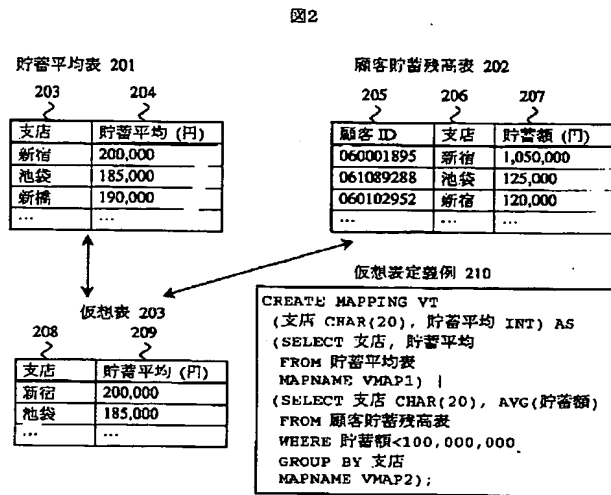 図2
貯蓄平均表 201
203 204
支店 貯蓄平均 (円)
新宿 200,000
池袋 185,000
新橋 190,000
… …
顧客貯蓄残高表 202
205 206 207
顧客 ID 支店 貯蓄額 (円)
060001895 新宿 1,050,000
061089288 池袋 125,000
060102952 新宿 120,000
… … …
仮想表 203
208 209
支店 貯蓄平均 (円)
新宿 200,000
池袋 185,000
… …
仮想表定義例 210
CREATE MAPPING VT
(支店 CHAR(20), 貯蓄平均 INT) AS
(SELECT 支店, 貯蓄平均
FROM 貯蓄平均表
MAPNAME VMAP1) |
(SELECT 支店 CHAR(20), AVG(貯蓄額)
FROM 顧客貯蓄残高表
WHERE 貯蓄額<100,000,000
GROUP BY 支店
MAPNAME VMAP2);